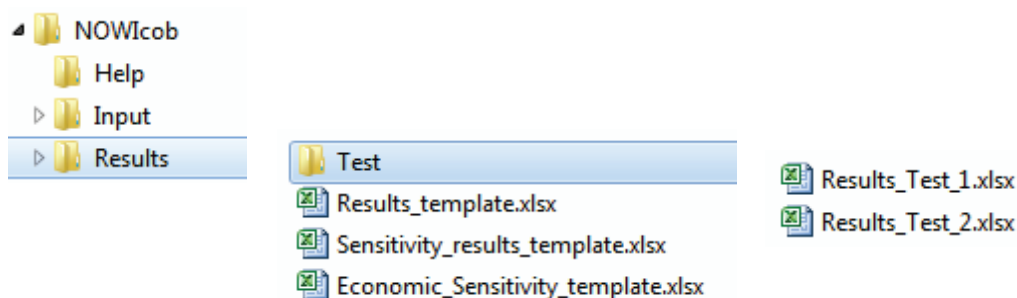 NOWIcob
Help
Input
Results
Test
Results_template.xlsx
Sensitivity_results_template.xlsx
Economic_Sensitivity_template.xlsx
Results_Test_1.xlsx
Results_Test_2.xlsx